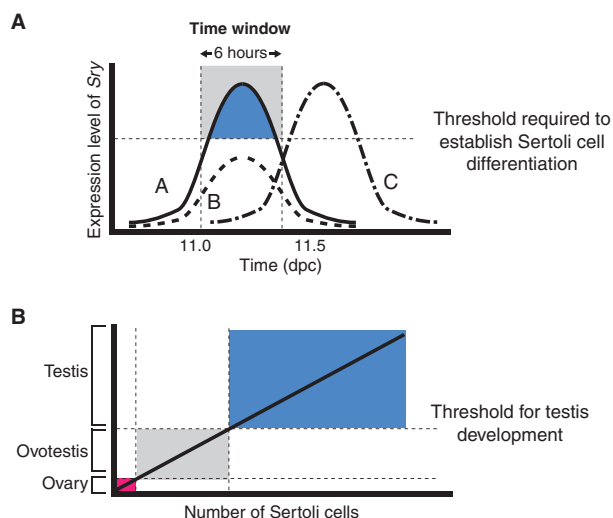 A
Time window
6 hours
Expression level of Sry
A
B
C
Threshold required to
establish Sertoli cell
differentiation
11.0
11.5
Time (dpc)
B
Testis
Ovotestis
Ovary
Threshold for testis
development
Number of Sertoli cells